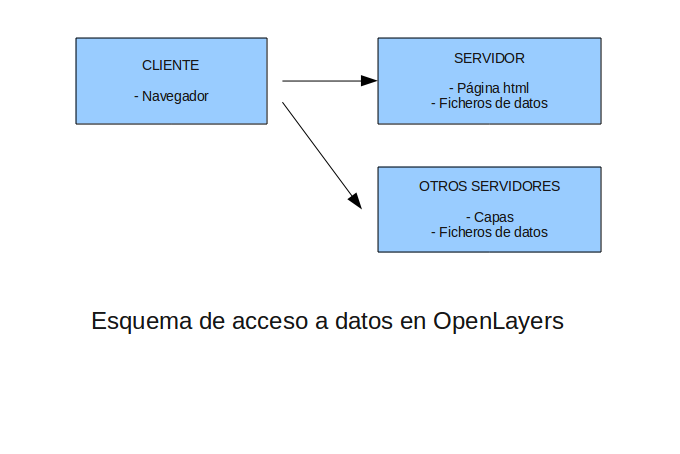 CLIENTE
- Navegador
SERVIDOR
- Página html
- Ficheros de datos
OTROS SERVIDORES
- Capas
- Ficheros de datos
Esquema de acceso a datos en OpenLayers